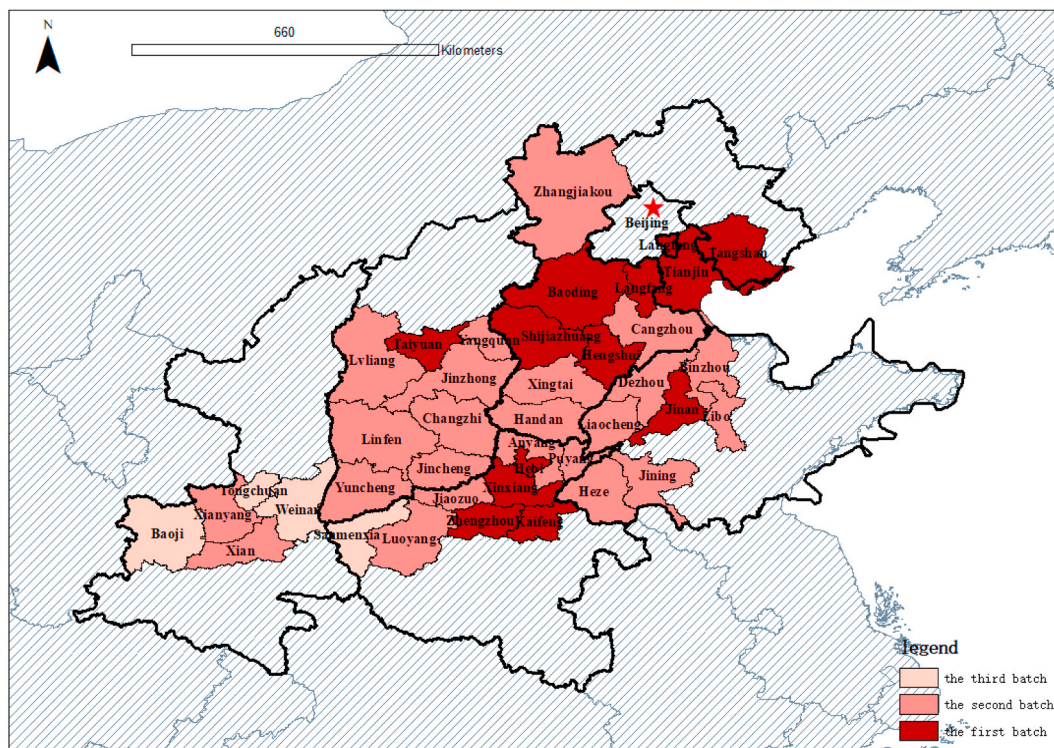 N
660
Kilometers
Zhangjiakou
Beijing
Langfang
Tangshan
Tianjin
Baoding
Langfang
Cangzhou
Shijiazhuang
Taiyuan
Yangquan
Hengshui
Lvliang
Binzhou
Jinzhong
Xingtai
Dezhou
Jinan
Zibo
Changzhi
Handan
Liaocheng
Linfen
Anyang
Puyang
Jincheng
Hebi
Jining
Yuncheng
Jiaozuo
Xinxiang
Heze
Tongchuan
Weinan
Xianyang
Zhengzhou
Kaifeng
Baoji
Sanmenxia
Luoyang
Xian
legend
the third batch
the second batch
the first batch